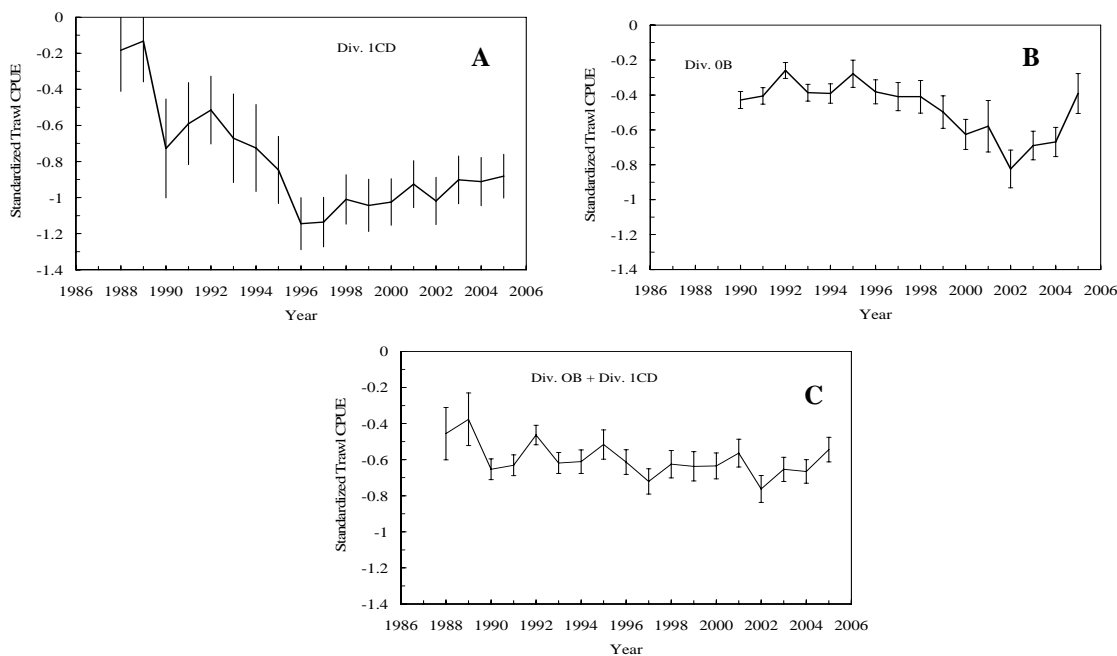 0
-0.2
-0.4
-0.6
-0.8
-1
-1.2
-1.4
Standardized Trawl CPUE
Div. 1CD
A
1986 1988 1990 1992 1994 1996 1998 2000 2002 2004 2006
Year
0
-0.2
-0.4
-0.6
-0.8
-1
-1.2
-1.4
Standardized Trawl CPUE
Div. 0B
B
1986 1988 1990 1992 1994 1996 1998 2000 2002 2004 2006
Year
0
-0.2
-0.4
-0.6
-0.8
-1
-1.2
-1.4
Standardized Trawl CPUE
Div. OB + Div. 1CD
C
1986 1988 1990 1992 1994 1996 1998 2000 2002 2004 2006
Year